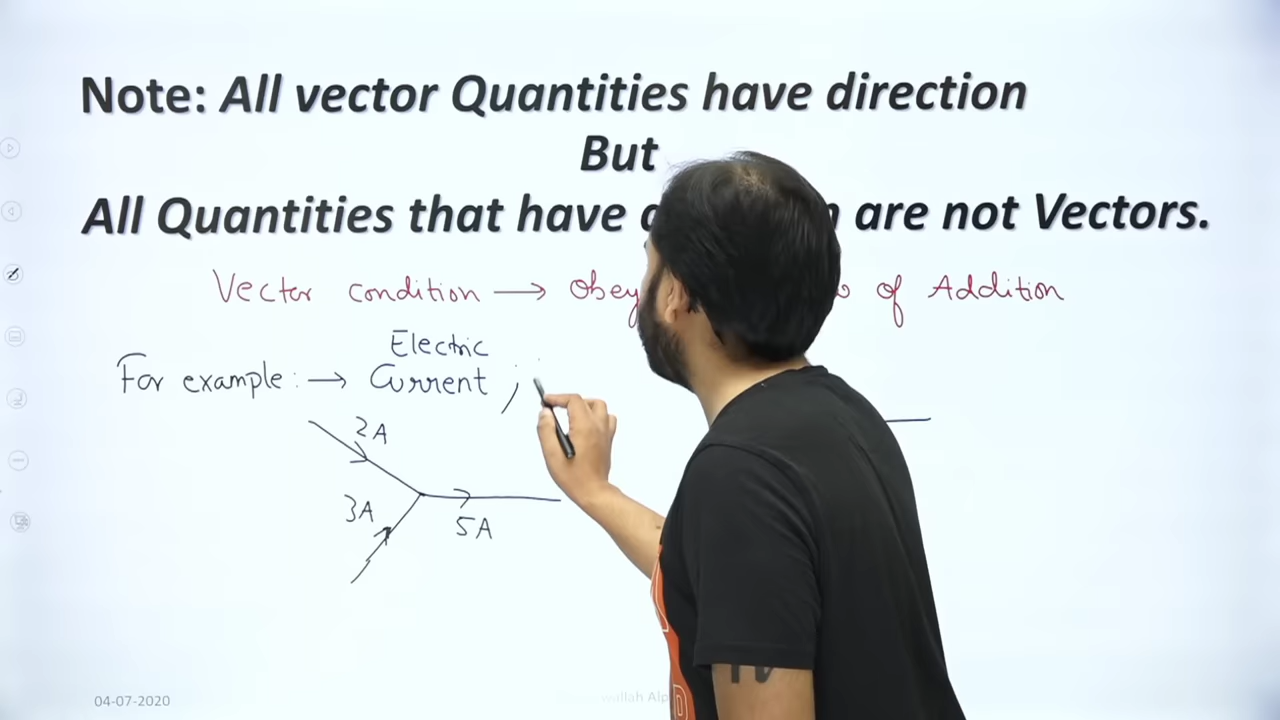 Note: All vector Quantities have direction
But
All Quantities that have are not Vectors.
Vector condition → Obey of Addition
Electric
For example: → Current ;
2A
3A
5A
04-07-2020